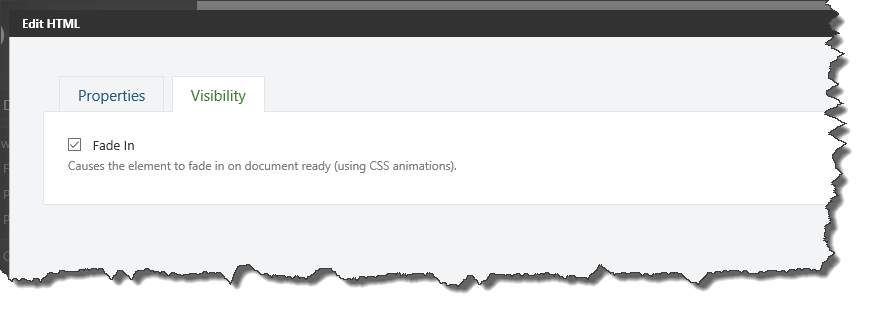 Edit HTML
Properties
Visibility
Fade In
Causes the element to fade in on document ready (using CSS animations).